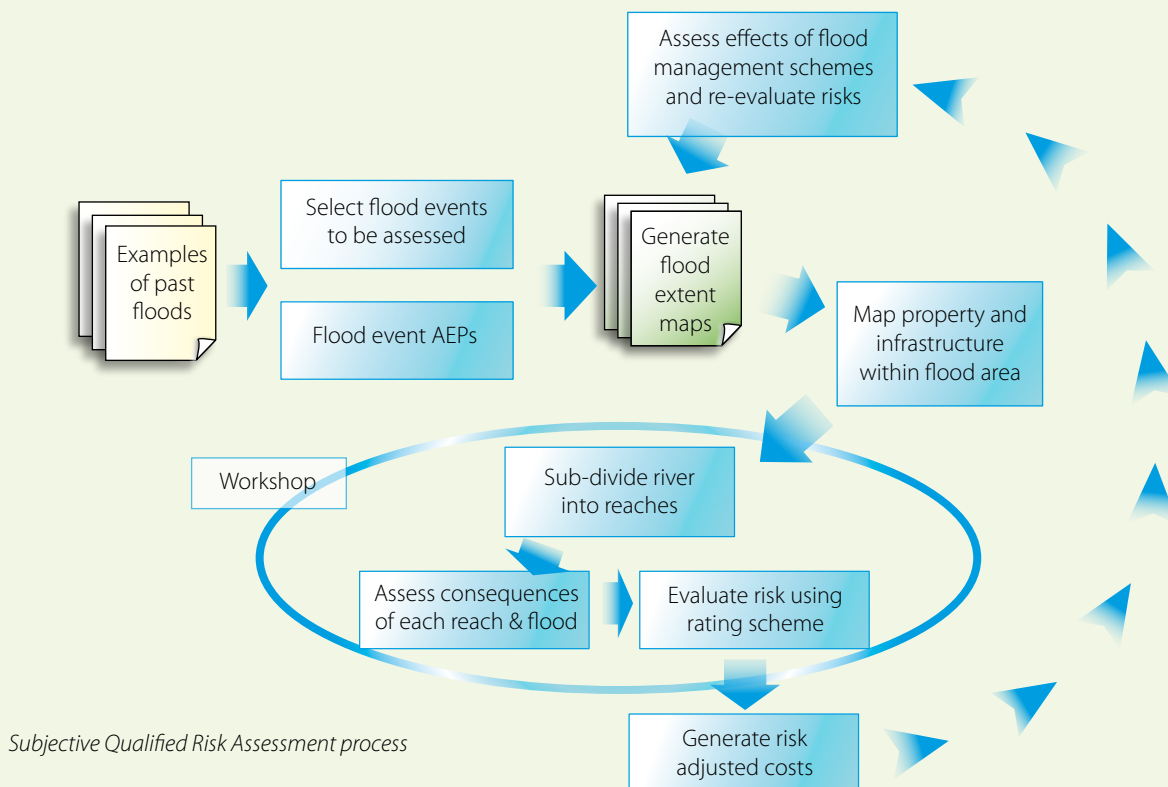 Assess effects of flood
management schemes
and re-evaluate risks
Examples
of past
floods
Select flood events
to be assessed
Flood event AEPs
Generate
flood
extent
maps
Map property and
infrastructure
within flood area
Workshop
Sub-divide river
into reaches
Assess consequences
of each reach & flood
Evaluate risk using
rating scheme
Generate risk
adjusted costs
Subjective Qualified Risk Assessment process